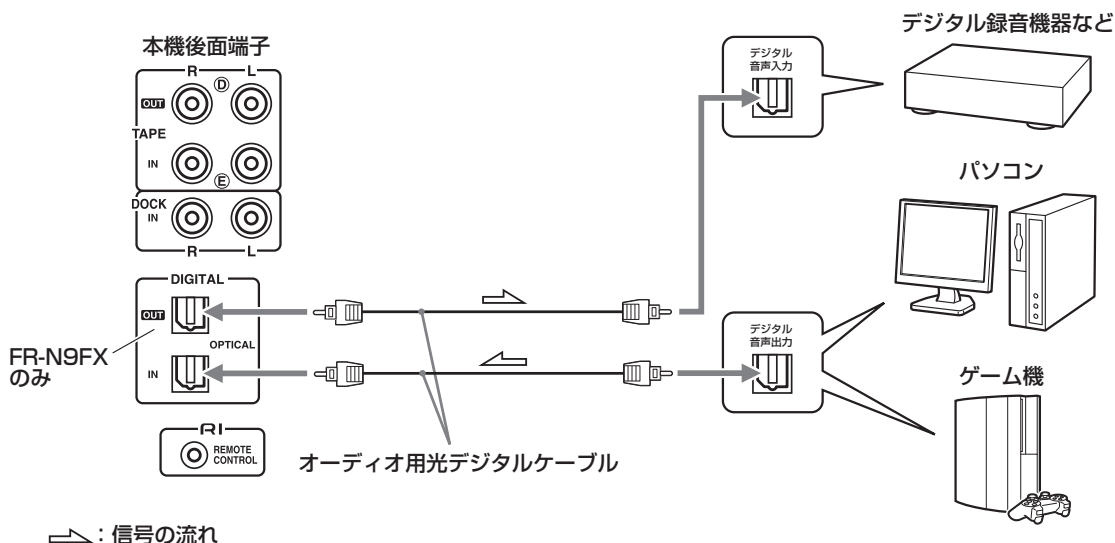 デジタル録音機器など
本機後面端子
デジタル
音声入力
R L
D
OUT
TAPE
IN
E
DOCK
IN
R L
パソコン
DIGITAL
OUT
OPTICAL
デジタル
音声出力
FR-N9FX
のみ
IN
ゲーム機
RI
REMOTE
CONTROL
オーディオ用光デジタルケーブル
：信号の流れ